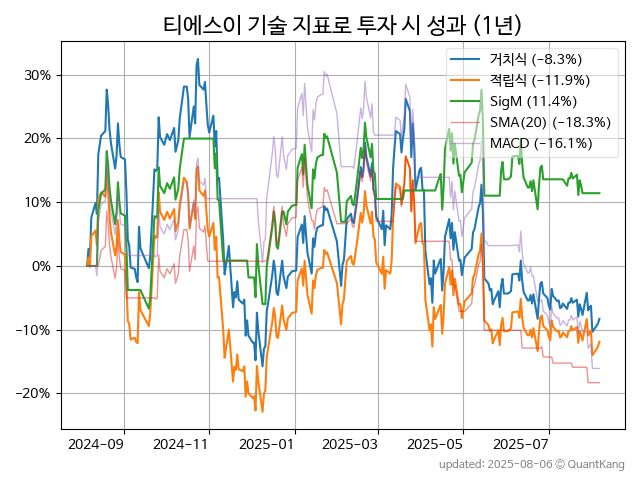 티에스이 기술 지표로 투자 시 성과 (1년)
거치식 (−8.3%)
적립식 (−11.9%)
SigM (11.4%)
SMA(20) (−18.3%)
MACD (−16.1%)
30%
20%
10%
0%
−10%
−20%
2024-09
2024-11
2025-01
2025-03
2025-05
2025-07
updated: 2025-08-06 © QuantKang